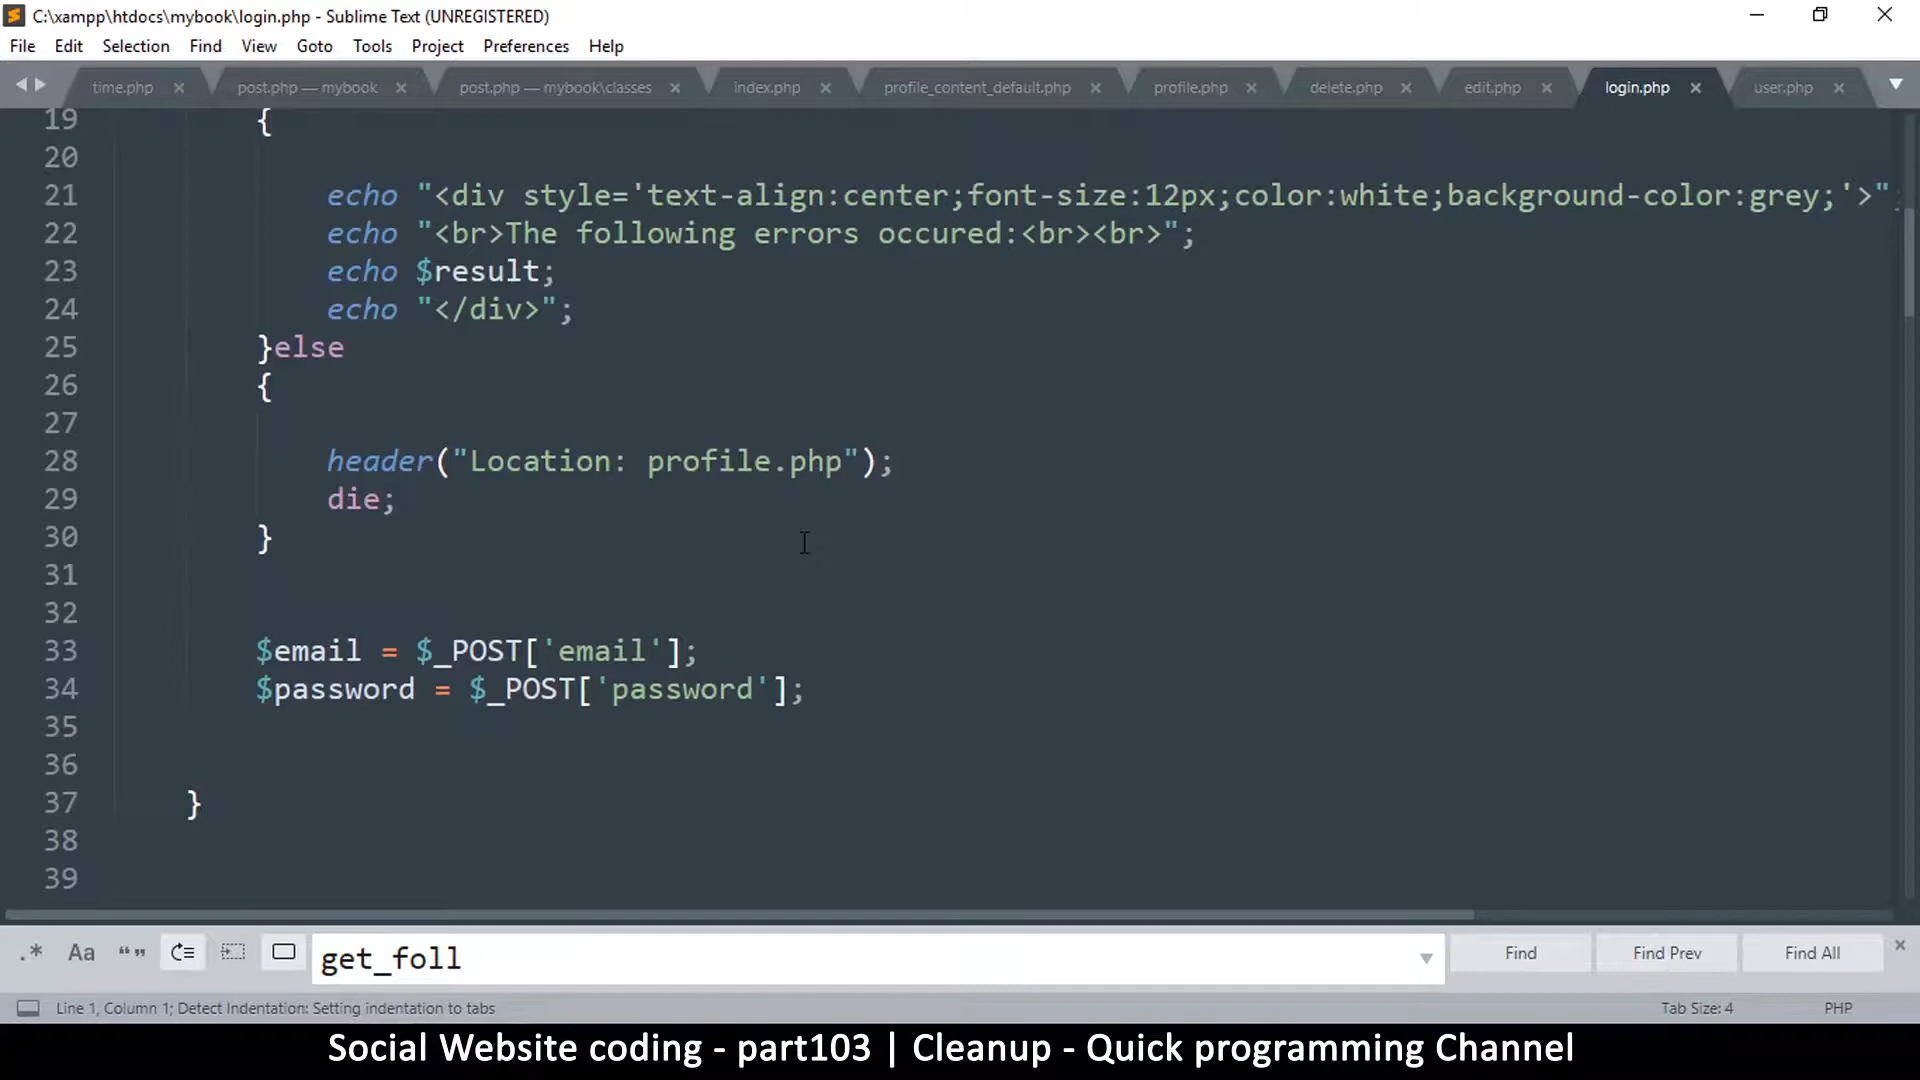 C:\xampp\htdocs\mybook\login.php - Sublime Text (UNREGISTERED)
File Edit Selection Find View Goto Tools Project Preferences Help
time.php post.php — mybook post.php — mybook\classes index.php profile_content_default.php profile.php delete.php edit.php login.php user.php
19 {
20
21 echo "<div style='text-align:center;font-size:12px;color:white;background-color:grey;'>";
22 echo "<br>The following errors occured:<br><br>";
23 echo $result;
24 echo "</div>";
25 }else
26 {
27
28 header("Location: profile.php");
29 die;
30 }
31
32
33 $email = $_POST['email'];
34 $password = $_POST['password'];
35
36
37 }
38
39
.* Aa “” get_foll Find Find Prev Find All
Line 1, Column 1; Detect Indentation: Setting indentation to tabs Tab Size: 4 PHP
Social Website coding - part103 | Cleanup - Quick programming Channel